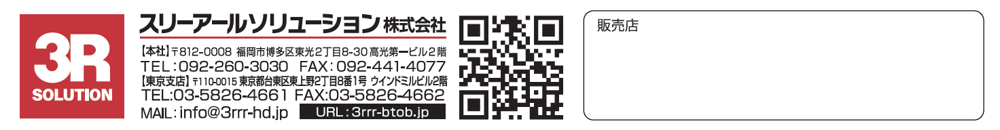 3R
SOLUTION
スリーアールソリューション株式会社
【本社】〒812-0008 福岡市博多区東光2丁目8-30 高光第一ビル2階
TEL:092-260-3030 FAX:092-441-4077
【東京支店】〒110-0015 東京都台東区東上野2丁目8番1号 ウインドミルビル2階
TEL:03-5826-4661 FAX:03-5826-4662
MAIL:info@3rrr-hd.jp URL:3rrr-btob.jp
販売店